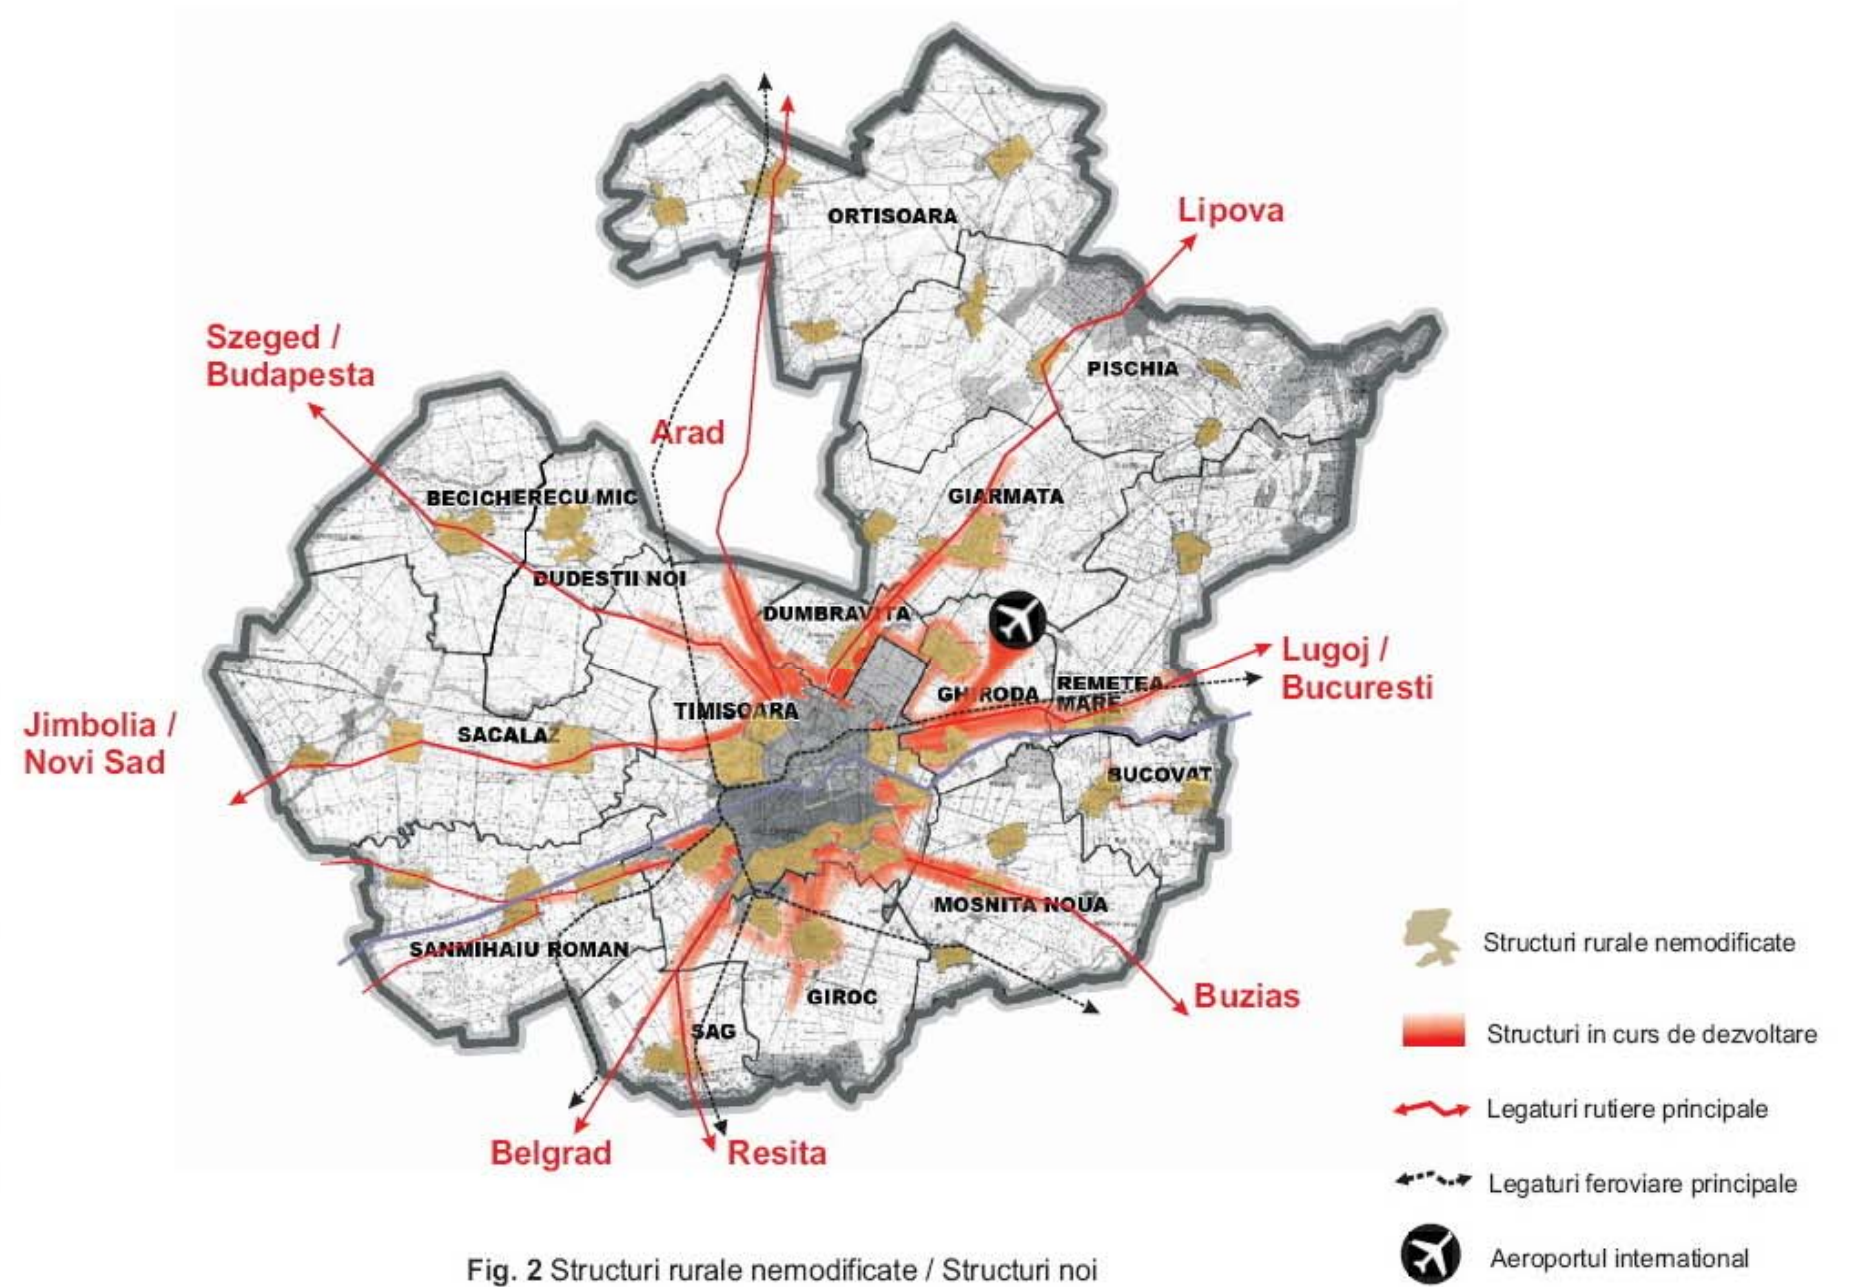 Lipova
ORTISOARA
Szeged /
Budapesta
PISCHIA
Arad
BECICHERECU MIC
GIARMATA
DUDESTII NOI
DUMBRAVITA
Lugoj /
Bucuresti
GHIRODA
REMETEA
MARE
TIMISOARA
Jimbolia /
Novi Sad
SACALAZ
BUCOVAT
MOSNITA NOUA
SANMIHAIU ROMAN
GIROC
Buzias
SAG
Belgrad
Resita
Structuri rurale nemodificate
Structuri in curs de dezvoltare
Legaturi rutiere principale
Legaturi feroviare principale
Aeroportul international
Fig. 2 Structuri rurale nemodificate / Structuri noi